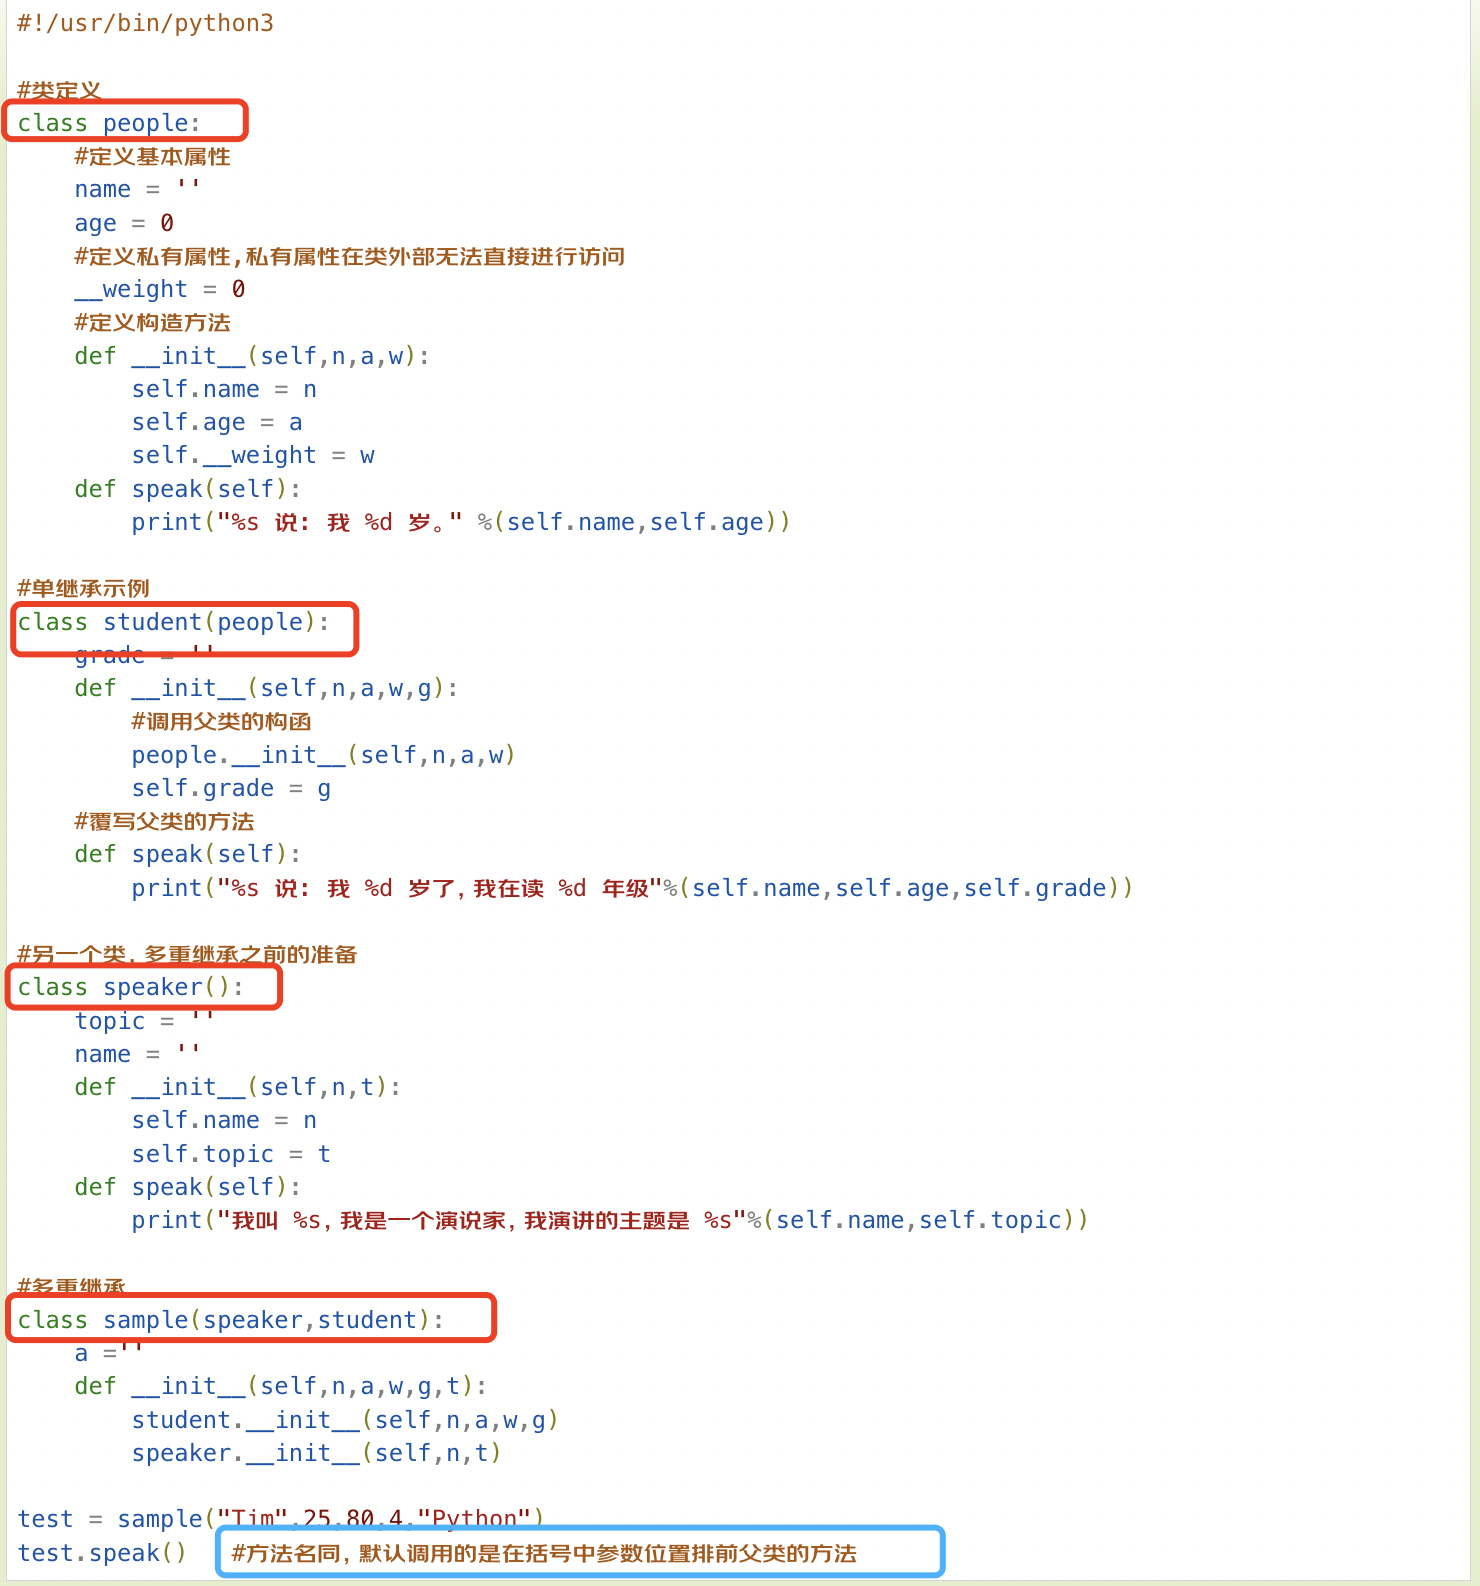 #!/usr/bin/python3
#类定义
class people:
    #定义基本属性
    name = ''
    age = 0
    #定义私有属性,私有属性在类外部无法直接进行访问
    __weight = 0
    #定义构造方法
    def __init__(self,n,a,w):
        self.name = n
        self.age = a
        self.__weight = w
    def speak(self):
        print("%s 说: 我 %d 岁。" %(self.name,self.age))
#单继承示例
class student(people):
    grade = ''
    def __init__(self,n,a,w,g):
        #调用父类的构函
        people.__init__(self,n,a,w)
        self.grade = g
    #覆写父类的方法
    def speak(self):
        print("%s 说: 我 %d 岁了,我在读 %d 年级"%(self.name,self.age,self.grade))
#另一个类,多重继承之前的准备
class speaker():
    topic = ''
    name = ''
    def __init__(self,n,t):
        self.name = n
        self.topic = t
    def speak(self):
        print("我叫 %s,我是一个演说家,我演讲的主题是 %s"%(self.name,self.topic))
#多重继承
class sample(speaker,student):
    a =''
    def __init__(self,n,a,w,g,t):
        student.__init__(self,n,a,w,g)
        speaker.__init__(self,n,t)
test = sample("Tim",25,80,4,"Python")
test.speak()   #方法名同,默认调用的是在括号中参数位置排前父类的方法